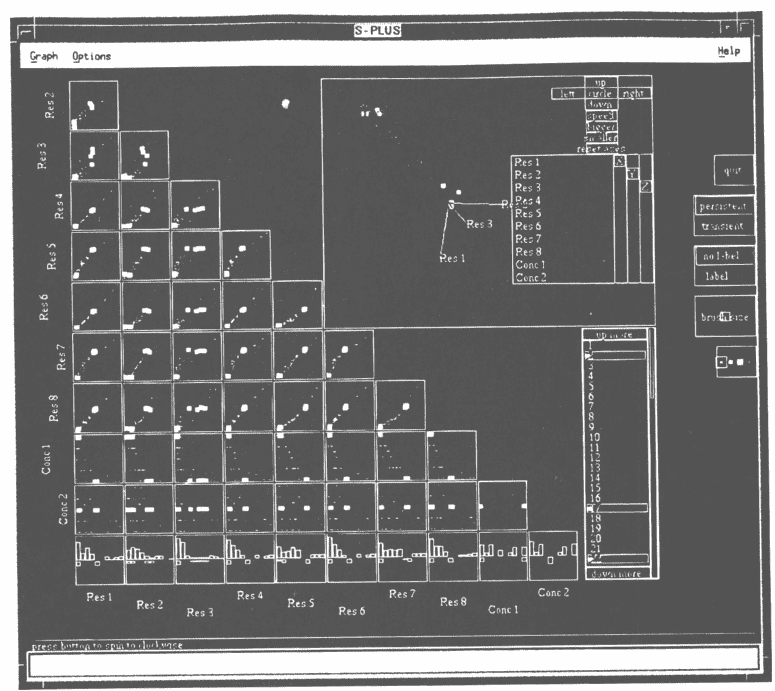 S-PLUS
Graph Options Help
Res 2
Res 3
Res 4
Res 5
Res 6
Res 7
Res 8
Conc 1
Conc 2
up
left circle right
down
speed
bigger
smaller
reset axes
Res 1 X
Res 2 Y
Res 3 Z
Res 4
Res 5
Res 6
Res 7
Res 8
Conc 1
Conc 2
Res 3
Res 1
quit
persistent
transient
no label
label
brush size
up more
1
3
4
5
6
7
8
9
10
11
12
13
14
15
16
18
19
20
21
down more
Res 1
Res 2
Res 3
Res 4
Res 5
Res 6
Res 7
Res 8
Conc 1
Conc 2
press button to spin to clockwise